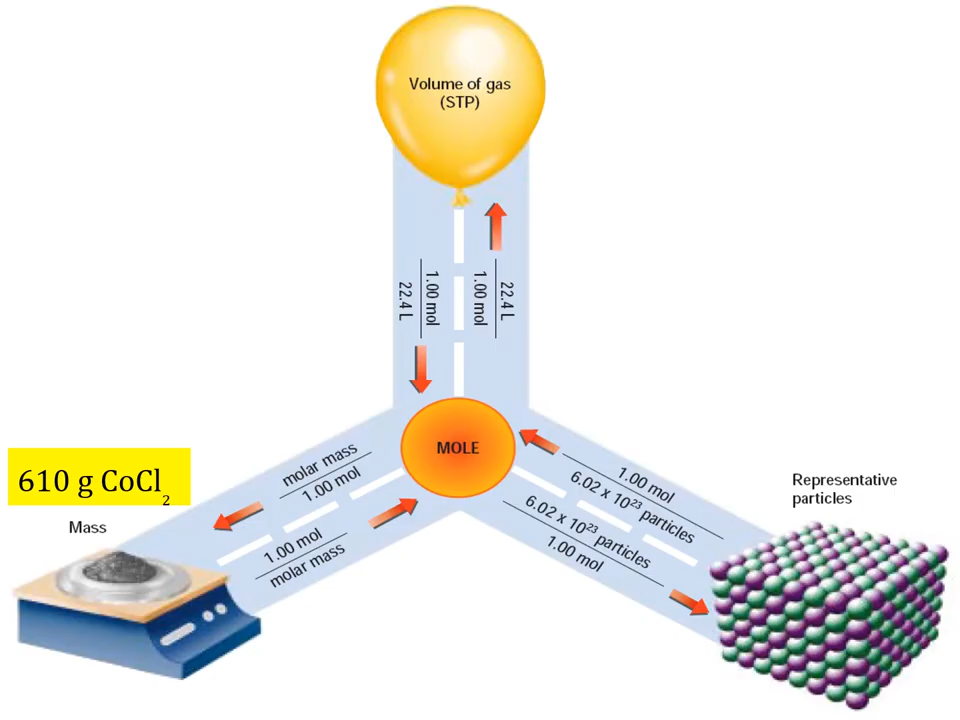 Volume of gas
(STP)
1.00 mol
22.4 L
22.4 L
1.00 mol
MOLE
610 g CoCl₂
Mass
molar mass
1.00 mol
1.00 mol
molar mass
1.00 mol
6.02 x 10²³ particles
6.02 x 10²³ particles
1.00 mol
Representative
particles